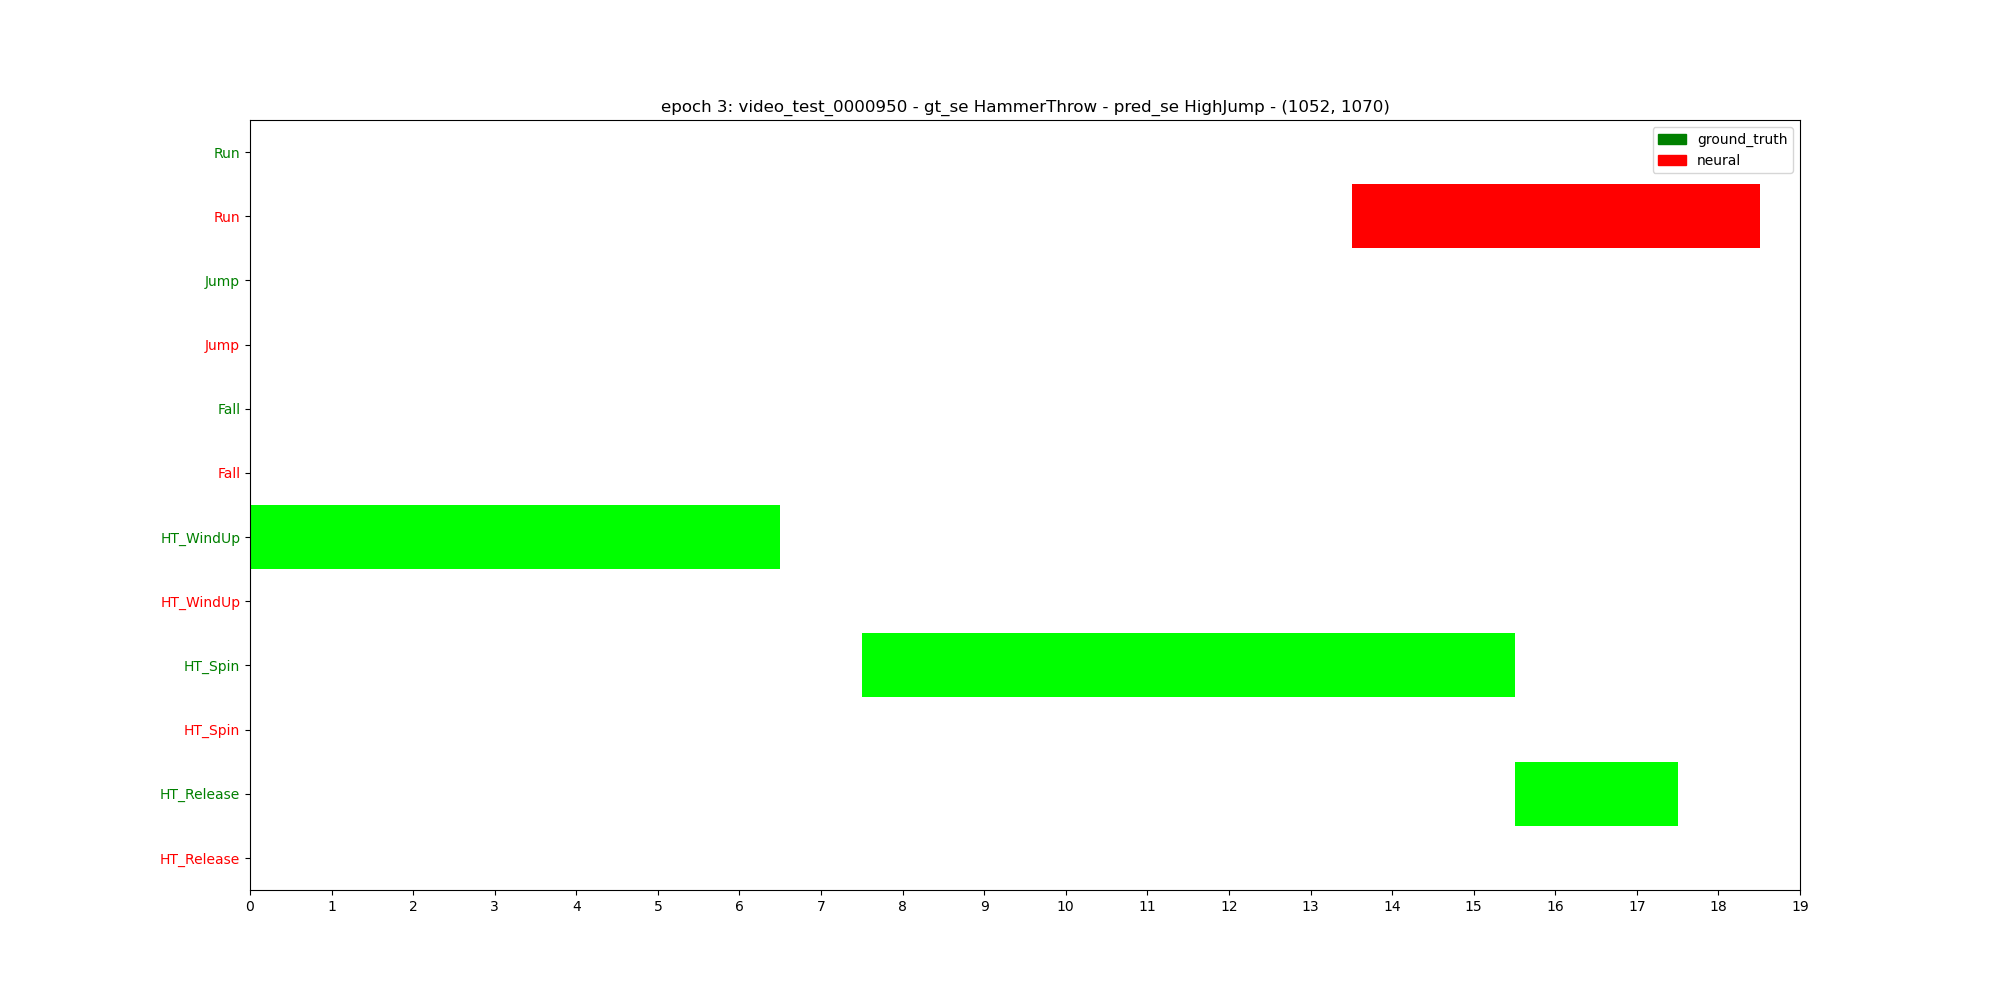 epoch 3: video_test_0000950 - gt_se HammerThrow - pred_se HighJump - (1052, 1070)
ground_truth
neural
Run
Run
Jump
Jump
Fall
Fall
HT_WindUp
HT_WindUp
HT_Spin
HT_Spin
HT_Release
HT_Release
0 1 2 3 4 5 6 7 8 9 10 11 12 13 14 15 16 17 18 19